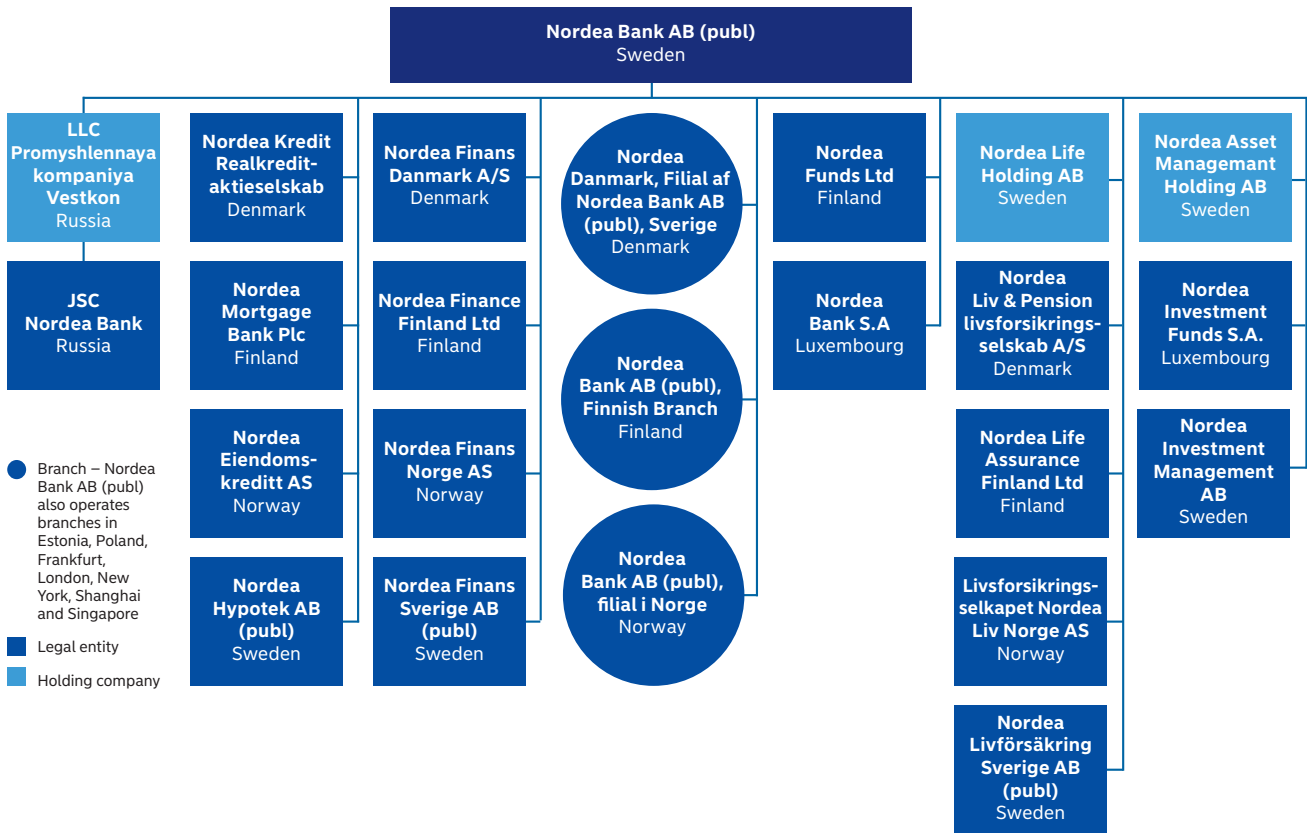 Nordea Bank AB (publ)
Sweden
LLC
Promyshlennaya
kompaniya
Vestkon
Russia
JSC
Nordea Bank
Russia
Nordea Kredit
Realkredit-
aktieselskab
Denmark
Nordea
Mortgage
Bank Plc
Finland
Nordea
Eiendoms-
kreditt AS
Norway
Nordea
Hypotek AB
(publ)
Sweden
Nordea Finans
Danmark A/S
Denmark
Nordea Finance
Finland Ltd
Finland
Nordea Finans
Norge AS
Norway
Nordea Finans
Sverige AB
(publ)
Sweden
Nordea
Danmark, Filial af
Nordea Bank AB
(publ), Sverige
Denmark
Nordea
Bank AB (publ),
Finnish Branch
Finland
Nordea
Bank AB (publ),
filial i Norge
Norway
Nordea
Funds Ltd
Finland
Nordea
Bank S.A
Luxembourg
Nordea Life
Holding AB
Sweden
Nordea
Liv & Pension
livsforsikrings-
selskab A/S
Denmark
Nordea Life
Assurance
Finland Ltd
Finland
Livsforsikrings-
selskapet Nordea
Liv Norge AS
Norway
Nordea
Livförsäkring
Sverige AB
(publ)
Sweden
Nordea Asset
Managemant
Holding AB
Sweden
Nordea
Investment
Funds S.A.
Luxembourg
Nordea
Investment
Management
AB
Sweden
Branch – Nordea
Bank AB (publ)
also operates
branches in
Estonia, Poland,
Frankfurt,
London, New
York, Shanghai
and Singapore
Legal entity
Holding company